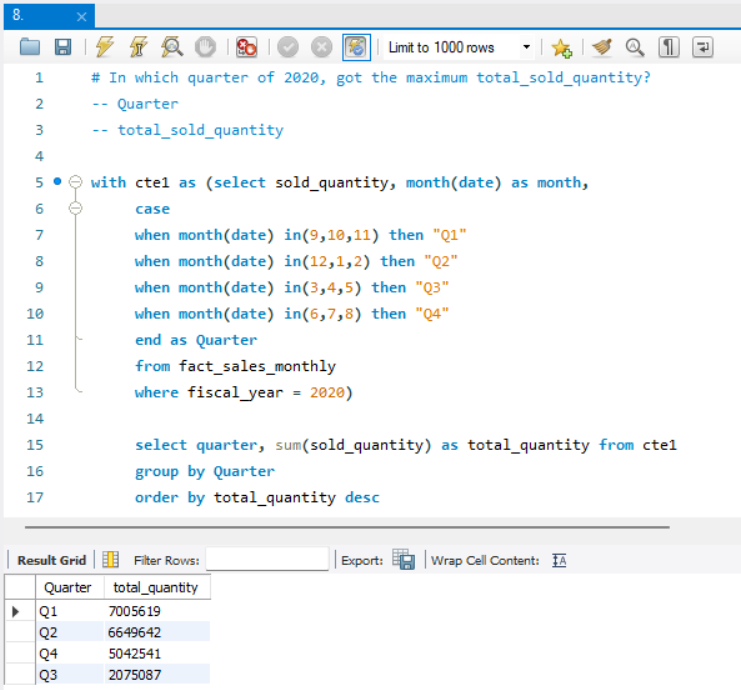 8.
Limit to 1000 rows
1 # In which quarter of 2020, got the maximum total_sold_quantity?
2 -- Quarter
3 -- total_sold_quantity
4
5 with cte1 as (select sold_quantity, month(date) as month,
6 case
7 when month(date) in(9,10,11) then "Q1"
8 when month(date) in(12,1,2) then "Q2"
9 when month(date) in(3,4,5) then "Q3"
10 when month(date) in(6,7,8) then "Q4"
11 end as Quarter
12 from fact_sales_monthly
13 where fiscal_year = 2020)
14
15 select quarter, sum(sold_quantity) as total_quantity from cte1
16 group by Quarter
17 order by total_quantity desc
Result Grid Filter Rows: Export: Wrap Cell Content:
Quarter total_quantity
Q1 7005619
Q2 6649642
Q4 5042541
Q3 2075087